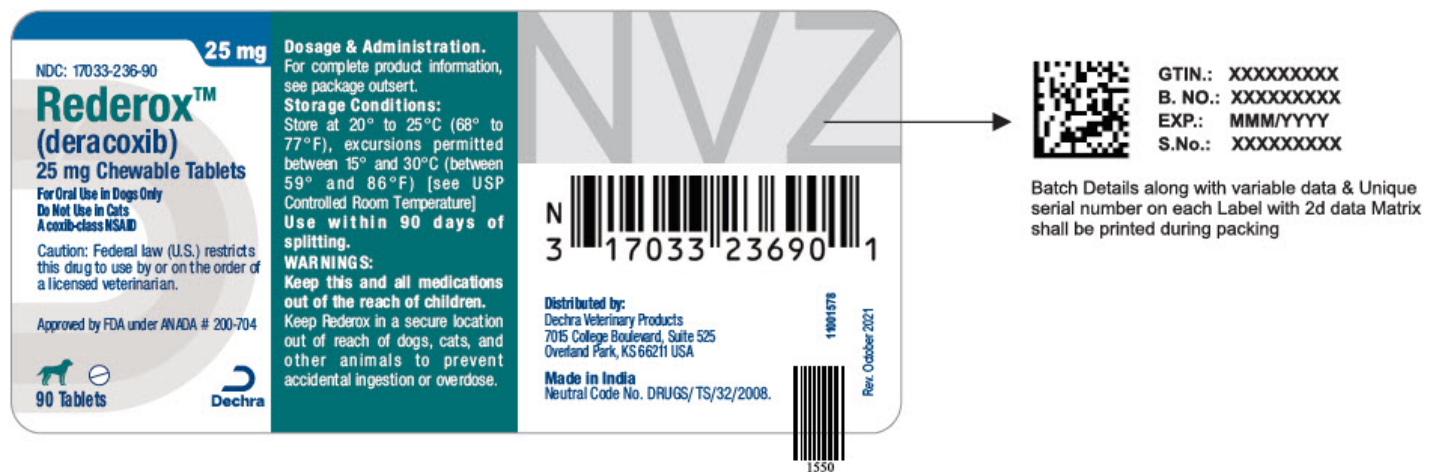 25 mg
NDC: 17033-236-90
Rederox™
(deracoxib)
25 mg Chewable Tablets
For Oral Use in Dogs Only
Do Not Use in Cats
A coxib-class NSAID
Caution: Federal law (U.S.) restricts
this drug to use by or on the order of
a licensed veterinarian.
Approved by FDA under ANADA # 200-704
90 Tablets
Dechra
Dosage & Administration.
For complete product information,
see package outsert.
Storage Conditions:
Store at 20° to 25°C (68° to
77°F), excursions permitted
between 15° and 30°C (between
59° and 86°F) [see USP
Controlled Room Temperature]
Use within 90 days of
splitting.
WARNINGS:
Keep this and all medications
out of the reach of children.
Keep Rederox in a secure location
out of reach of dogs, cats, and
other animals to prevent
accidental ingestion or overdose.
NVZ
N
3 17033 23690 1
Distributed by:
Dechra Veterinary Products
7015 College Boulevard, Suite 525
Overland Park, KS 66211 USA
Made in India
Neutral Code No. DRUGS/TS/32/2008.
11001578
Rev. October 2021
1550
GTIN.: XXXXXXXXX
B. NO.: XXXXXXXXX
EXP.: MMM/YYYY
S.No.: XXXXXXXXX
Batch Details along with variable data & Unique
serial number on each Label with 2d data Matrix
shall be printed during packing